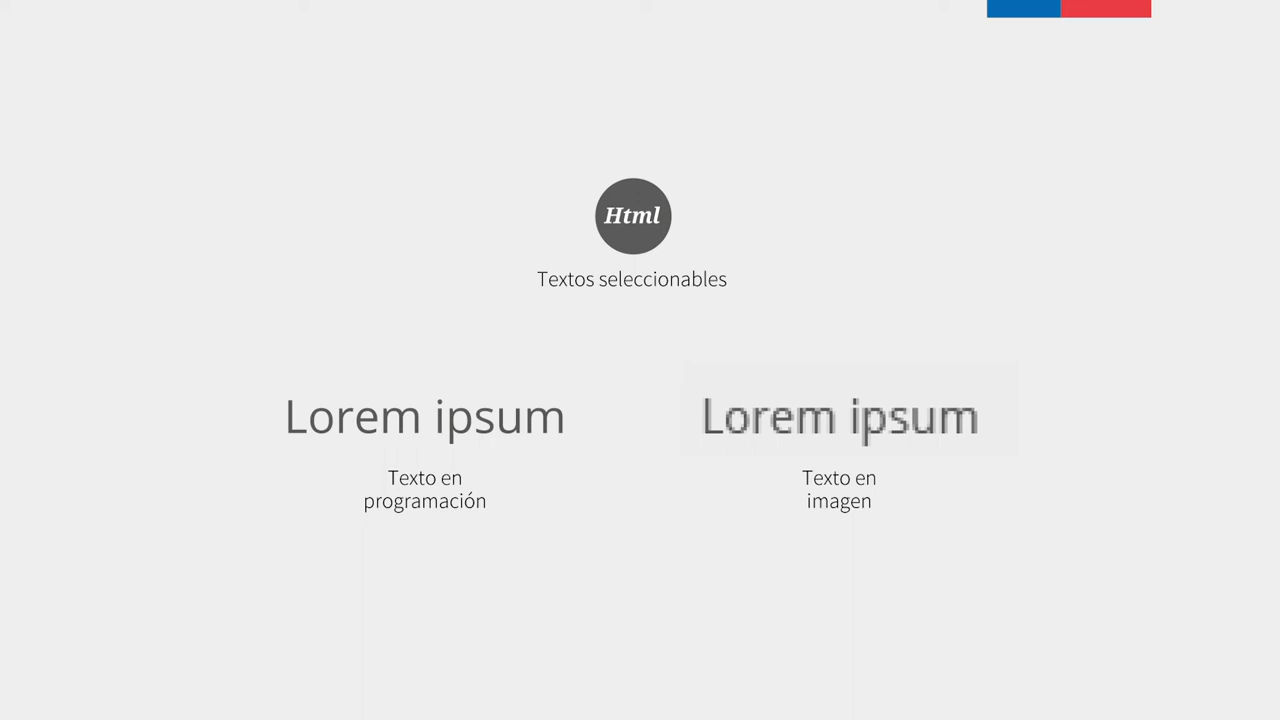 Html
Textos seleccionables
Lorem ipsum
Texto en
programación
Lorem ipsum
Texto en
imagen